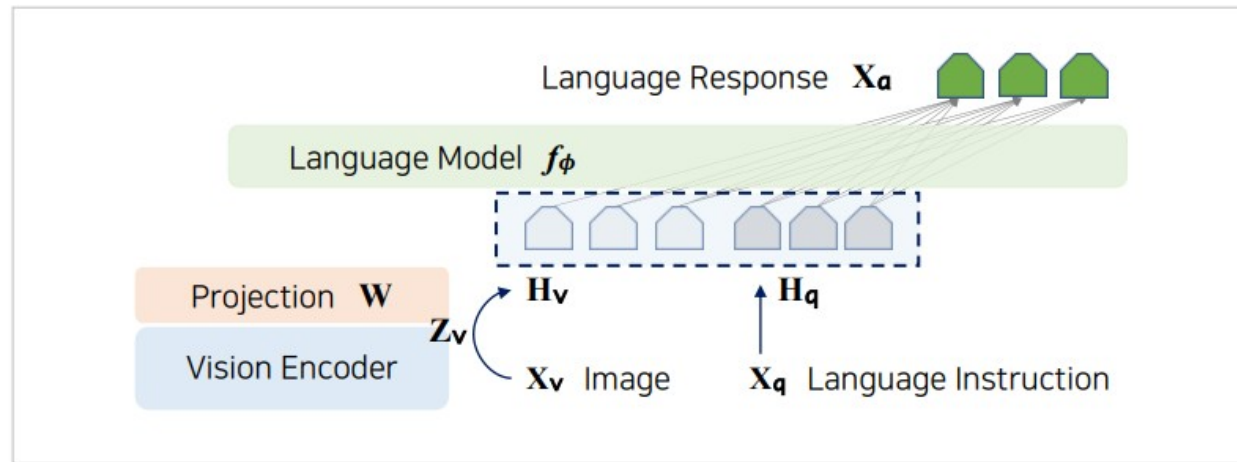 Language Response Xa
Language Model fϕ
Projection W
Hv
Hq
Zv
Vision Encoder
Xv Image
Xq Language Instruction